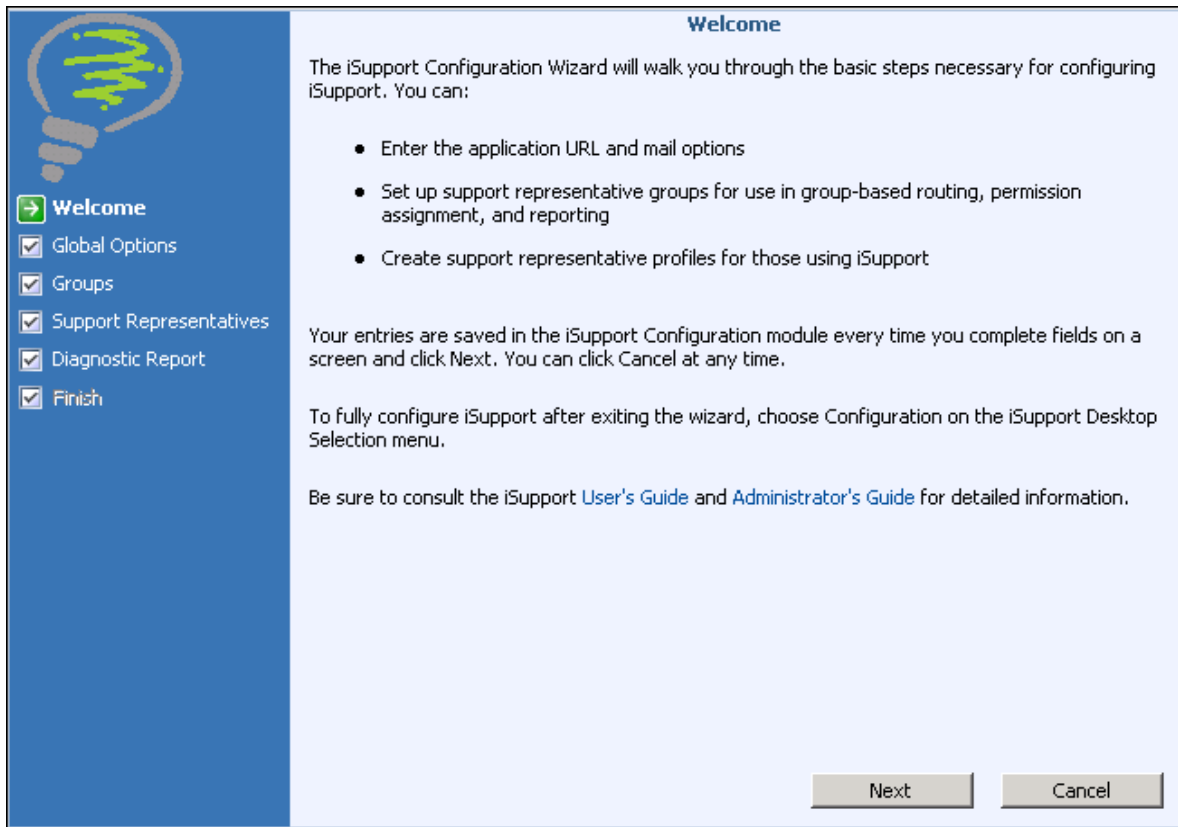 Welcome
Global Options
Groups
Support Representatives
Diagnostic Report
Finish
Welcome
The iSupport Configuration Wizard will walk you through the basic steps necessary for configuring
iSupport. You can:
● Enter the application URL and mail options
● Set up support representative groups for use in group-based routing, permission
assignment, and reporting
● Create support representative profiles for those using iSupport
Your entries are saved in the iSupport Configuration module every time you complete fields on a
screen and click Next. You can click Cancel at any time.
To fully configure iSupport after exiting the wizard, choose Configuration on the iSupport Desktop
Selection menu.
Be sure to consult the iSupport User's Guide and Administrator's Guide for detailed information.
Next
Cancel